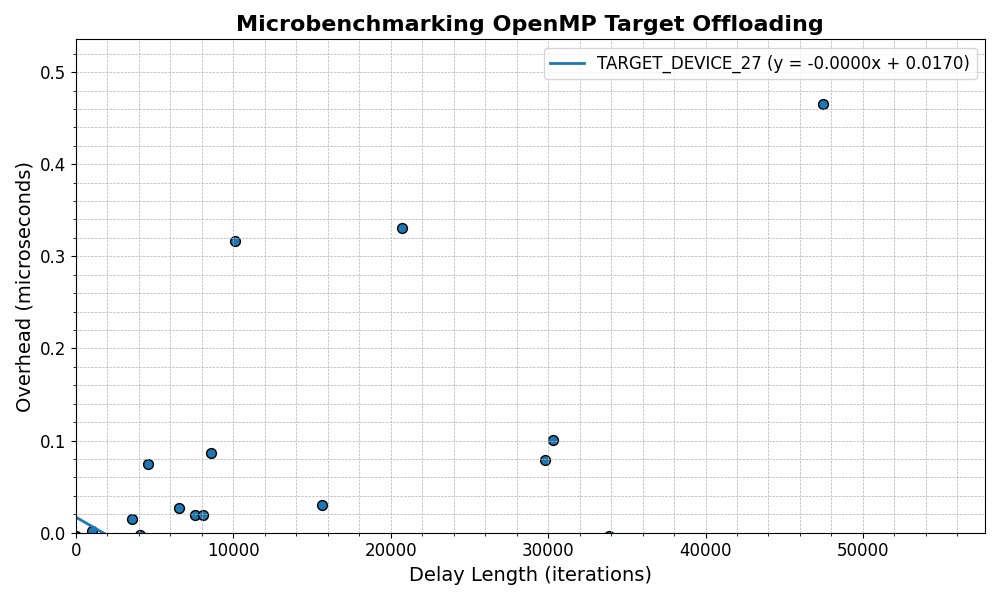 Microbenchmarking OpenMP Target Offloading
TARGET_DEVICE_27 (y = -0.0000x + 0.0170)
Overhead (microseconds)
0.5
0.4
0.3
0.2
0.1
0.0
0 10000 20000 30000 40000 50000
Delay Length (iterations)